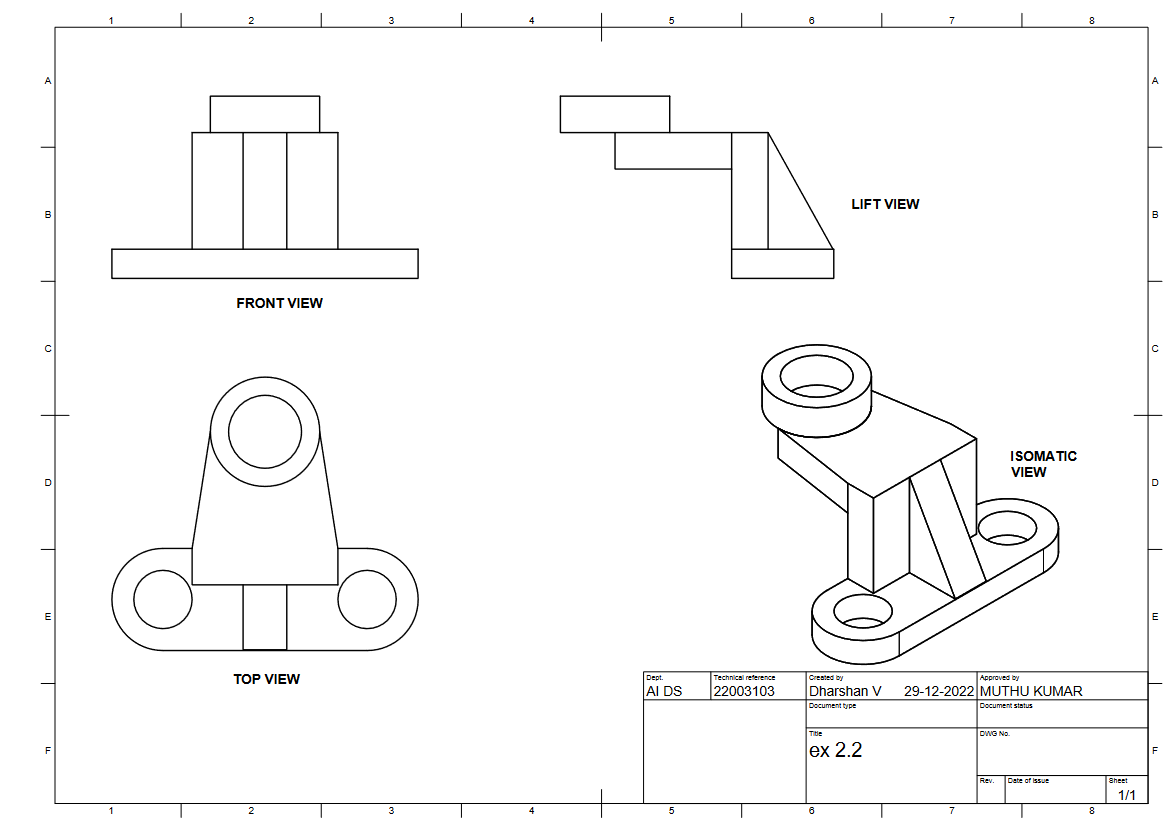 1 2 3 4 5 6 7 8
A A
B B
LIFT VIEW
FRONT VIEW
C C
ISOMATIC
VIEW
D D
E E
TOP VIEW
Dept. Technical reference Created by Approved by
AI DS 22003103 Dharshan V 29-12-2022 MUTHU KUMAR
Document type Document status
Title DWG No.
ex 2.2
F F
Rev. Date of issue Sheet
1/1
1 2 3 4 5 6 7 8